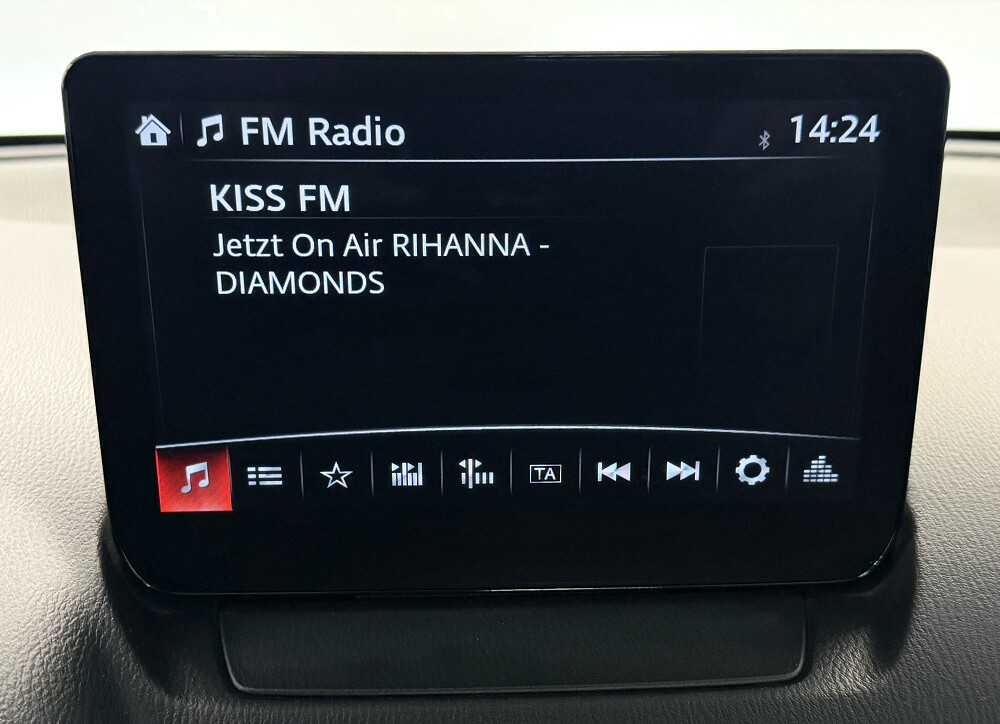 FM Radio 14:24
KISS FM
Jetzt On Air RIHANNA -
DIAMONDS
TA